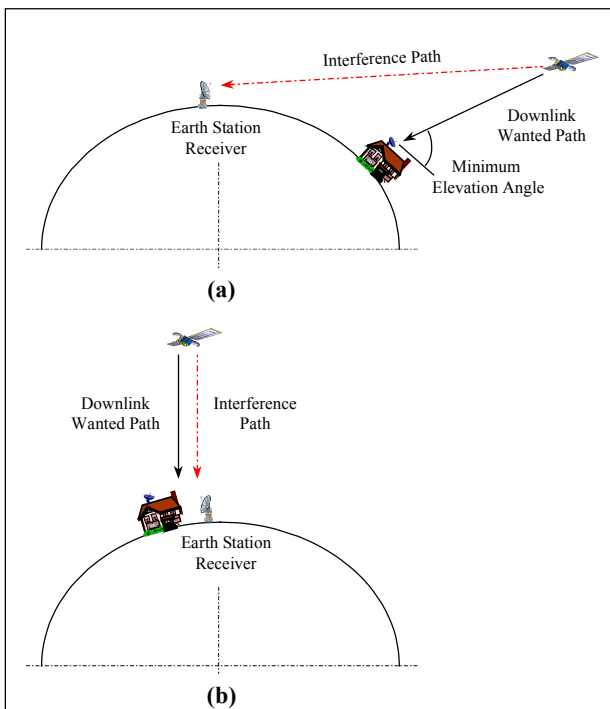 Interference Path
Downlink
Wanted Path
Earth Station
Receiver
Minimum
Elevation Angle
(a)
Downlink
Wanted Path
Interference
Path
Earth Station
Receiver
(b)